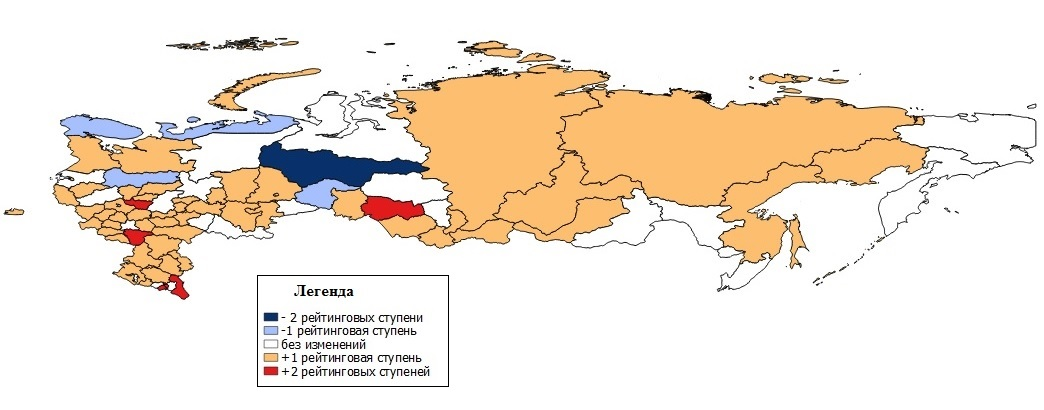 Легенда
- 2 рейтинговых ступени
-1 рейтинговая ступень
без изменений
+1 рейтинговая ступень
+2 рейтинговых ступеней